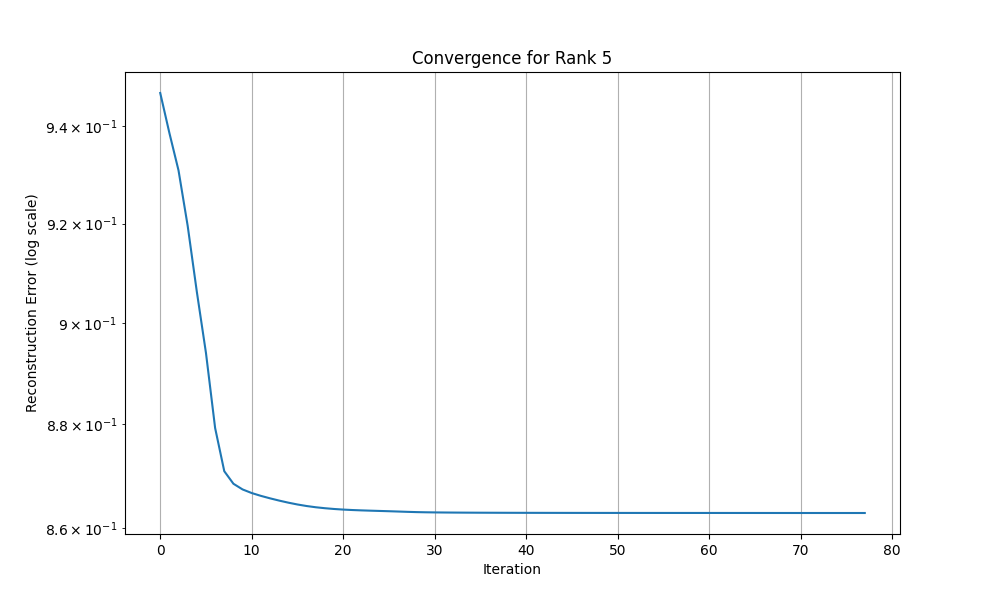 Convergence for Rank 5
Reconstruction Error (log scale)
9.4 × 10⁻¹
9.2 × 10⁻¹
9 × 10⁻¹
8.8 × 10⁻¹
8.6 × 10⁻¹
0 10 20 30 40 50 60 70 80
Iteration